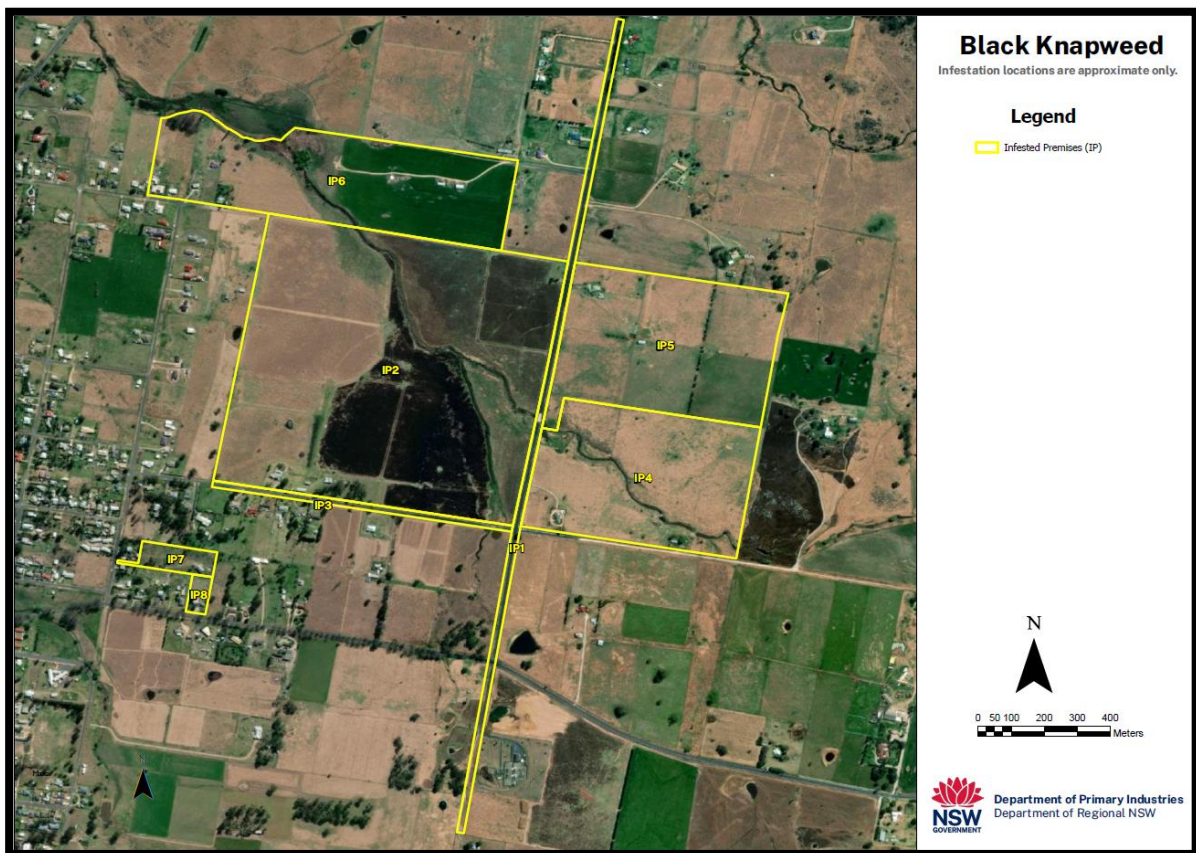 Black Knapweed
Infestation locations are approximate only.
Legend
Infested Premises (IP)
IP6
IP5
IP2
IP4
IP3
IP1
IP7
IP8
N
0 50 100 200 300 400
Meters
NSW
GOVERNMENT
Department of Primary Industries
Department of Regional NSW